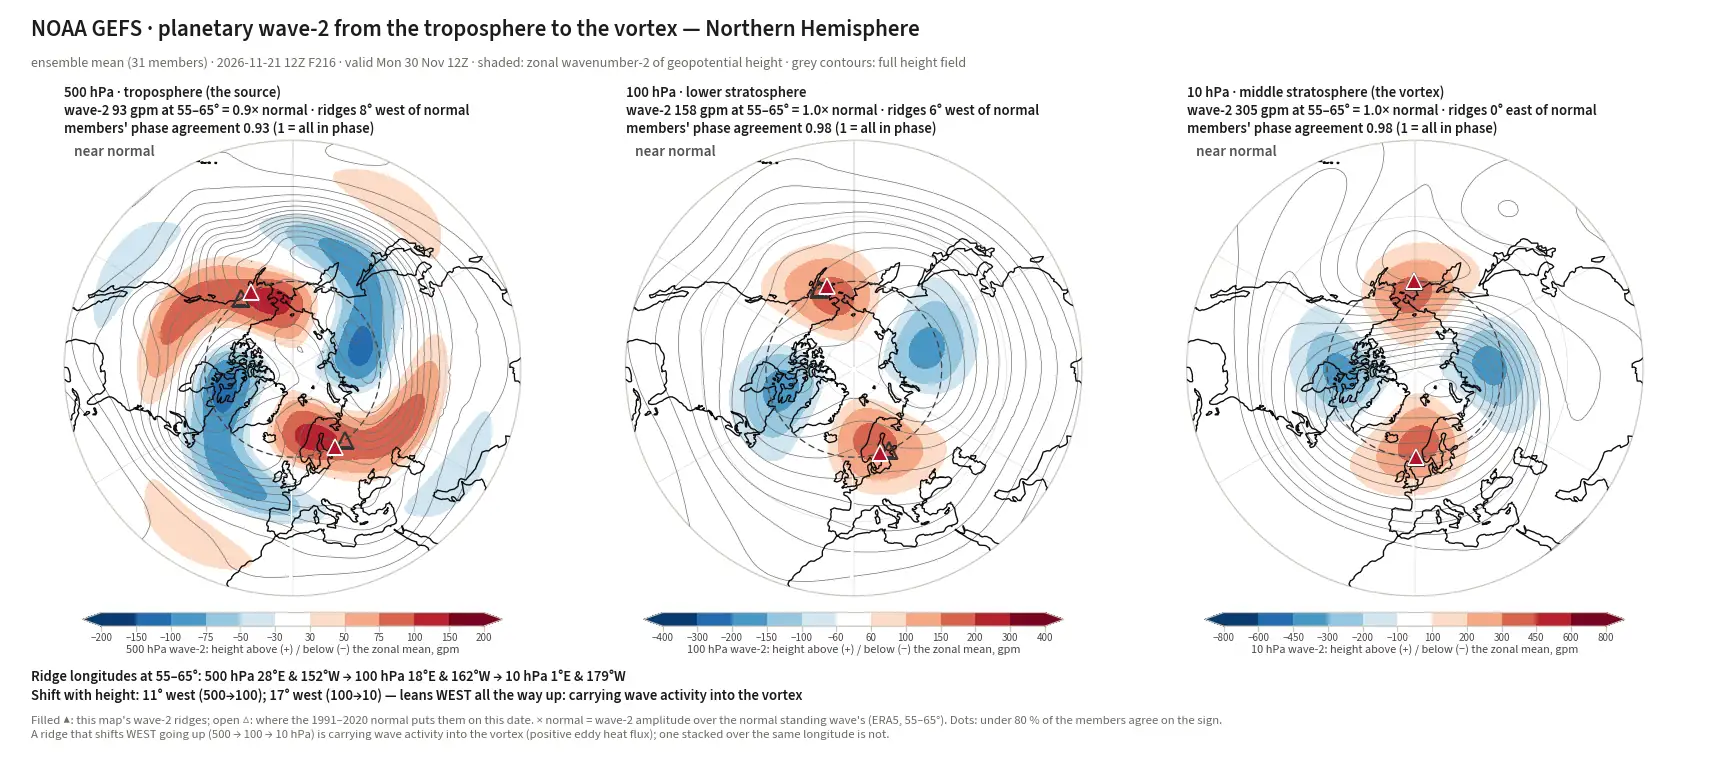 NOAA GEFS · planetary wave-2 from the troposphere to the vortex — Northern Hemisphere
ensemble mean (31 members) · 2026-11-21 12Z F216 · valid Mon 30 Nov 12Z · shaded: zonal wavenumber-2 of geopotential height · grey contours: full height field
500 hPa · troposphere (the source)
wave-2 93 gpm at 55–65° = 0.9× normal · ridges 8° west of normal
members' phase agreement 0.93 (1 = all in phase)
near normal
100 hPa · lower stratosphere
wave-2 158 gpm at 55–65° = 1.0× normal · ridges 6° west of normal
members' phase agreement 0.98 (1 = all in phase)
near normal
10 hPa · middle stratosphere (the vortex)
wave-2 305 gpm at 55–65° = 1.0× normal · ridges 0° east of normal
members' phase agreement 0.98 (1 = all in phase)
near normal
−200 −150 −100 −75 −50 −30 30 50 75 100 150 200
500 hPa wave-2: height above (+) / below (−) the zonal mean, gpm
−400 −300 −200 −150 −100 −60 60 100 150 200 300 400
100 hPa wave-2: height above (+) / below (−) the zonal mean, gpm
−800 −600 −450 −300 −200 −100 100 200 300 450 600 800
10 hPa wave-2: height above (+) / below (−) the zonal mean, gpm
Ridge longitudes at 55–65°: 500 hPa 28°E & 152°W → 100 hPa 18°E & 162°W → 10 hPa 1°E & 179°W
Shift with height: 11° west (500→100); 17° west (100→10) — leans WEST all the way up: carrying wave activity into the vortex
Filled ▲: this map's wave-2 ridges; open △: where the 1991–2020 normal puts them on this date. × normal = wave-2 amplitude over the normal standing wave's (ERA5, 55–65°). Dots: under 80 % of the members agree on the sign.
A ridge that shifts WEST going up (500 → 100 → 10 hPa) is carrying wave activity into the vortex (positive eddy heat flux); one stacked over the same longitude is not.